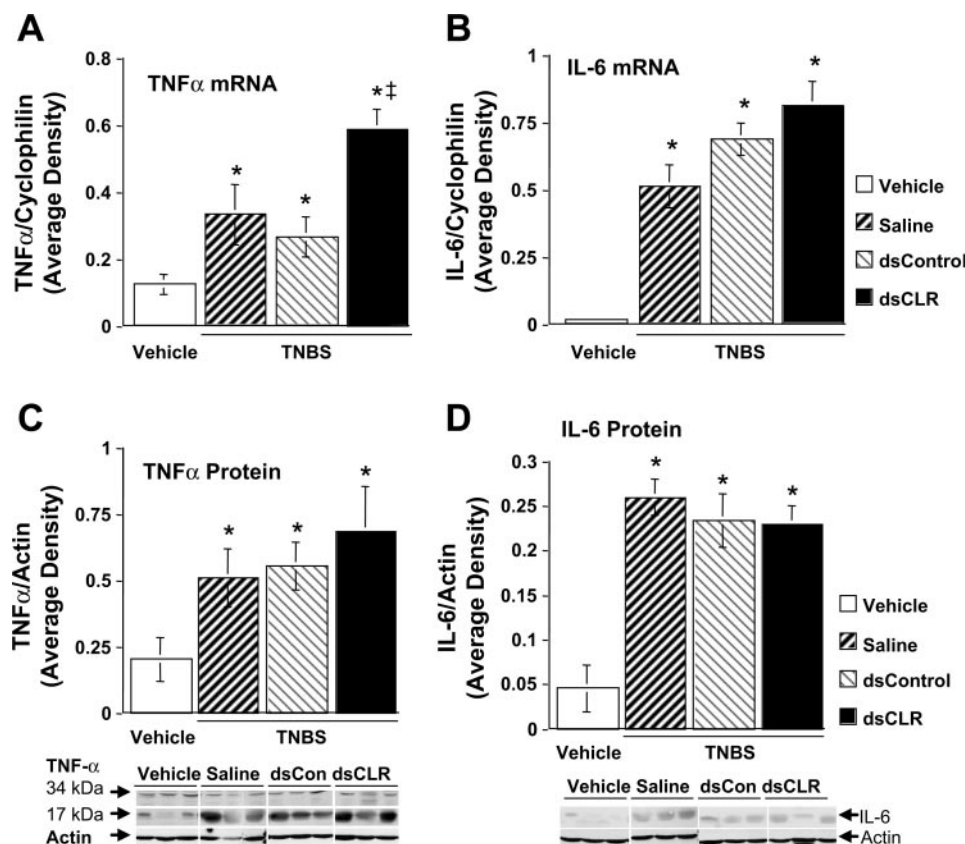 A
TNFα mRNA
TNFα/Cyclophilin
(Average Density)
0.8
0.6
0.4
0.2
0
*
*
*‡
Vehicle
TNBS
B
IL-6 mRNA
IL-6/Cyclophilin
(Average Density)
1
0.75
0.5
0.25
0
*
*
*
Vehicle
TNBS
Vehicle
Saline
dsControl
dsCLR
C
TNFα Protein
TNFα/Actin
(Average Density)
1
0.75
0.5
0.25
0
*
*
*
Vehicle
TNBS
TNF-α
Vehicle Saline dsCon dsCLR
34 kDa
17 kDa
Actin
D
IL-6 Protein
IL-6/Actin
(Average Density)
0.3
0.25
0.2
0.15
0.1
0.05
0
*
*
*
Vehicle
TNBS
Vehicle
Saline
dsControl
dsCLR
Vehicle Saline dsCon dsCLR
IL-6
Actin